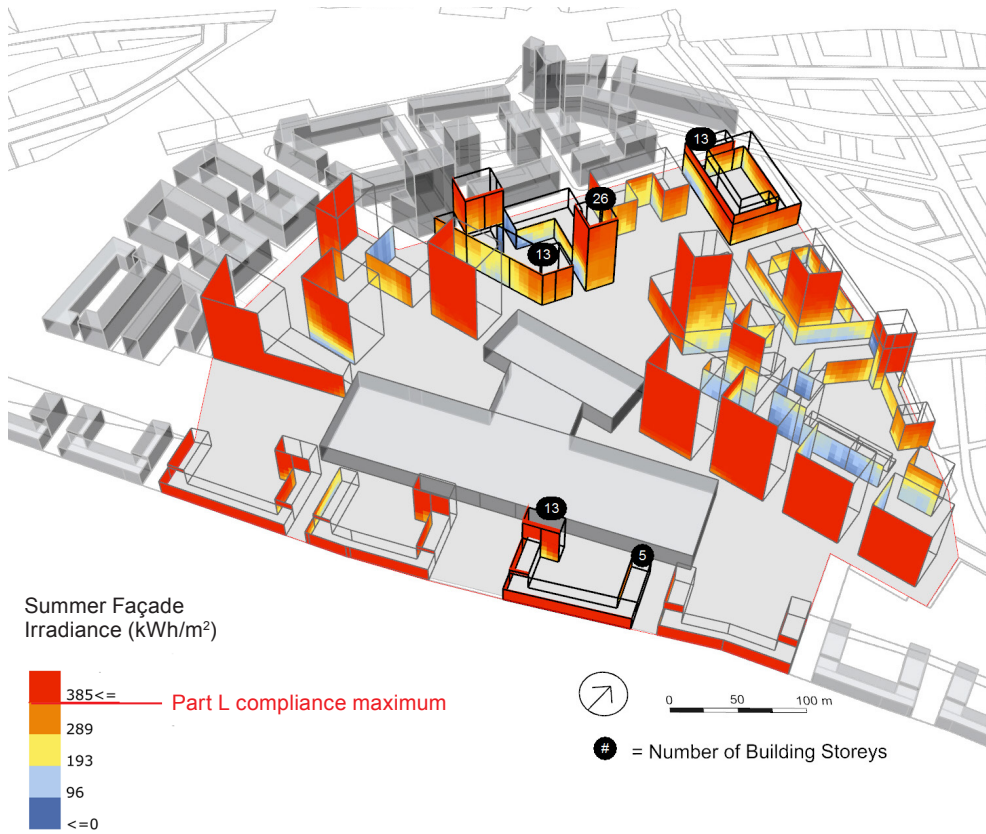 13
26
13
13
5
Summer Façade
Irradiance (kWh/m²)
385<=
Part L compliance maximum
289
193
96
<=0
0 50 100 m
# = Number of Building Storeys